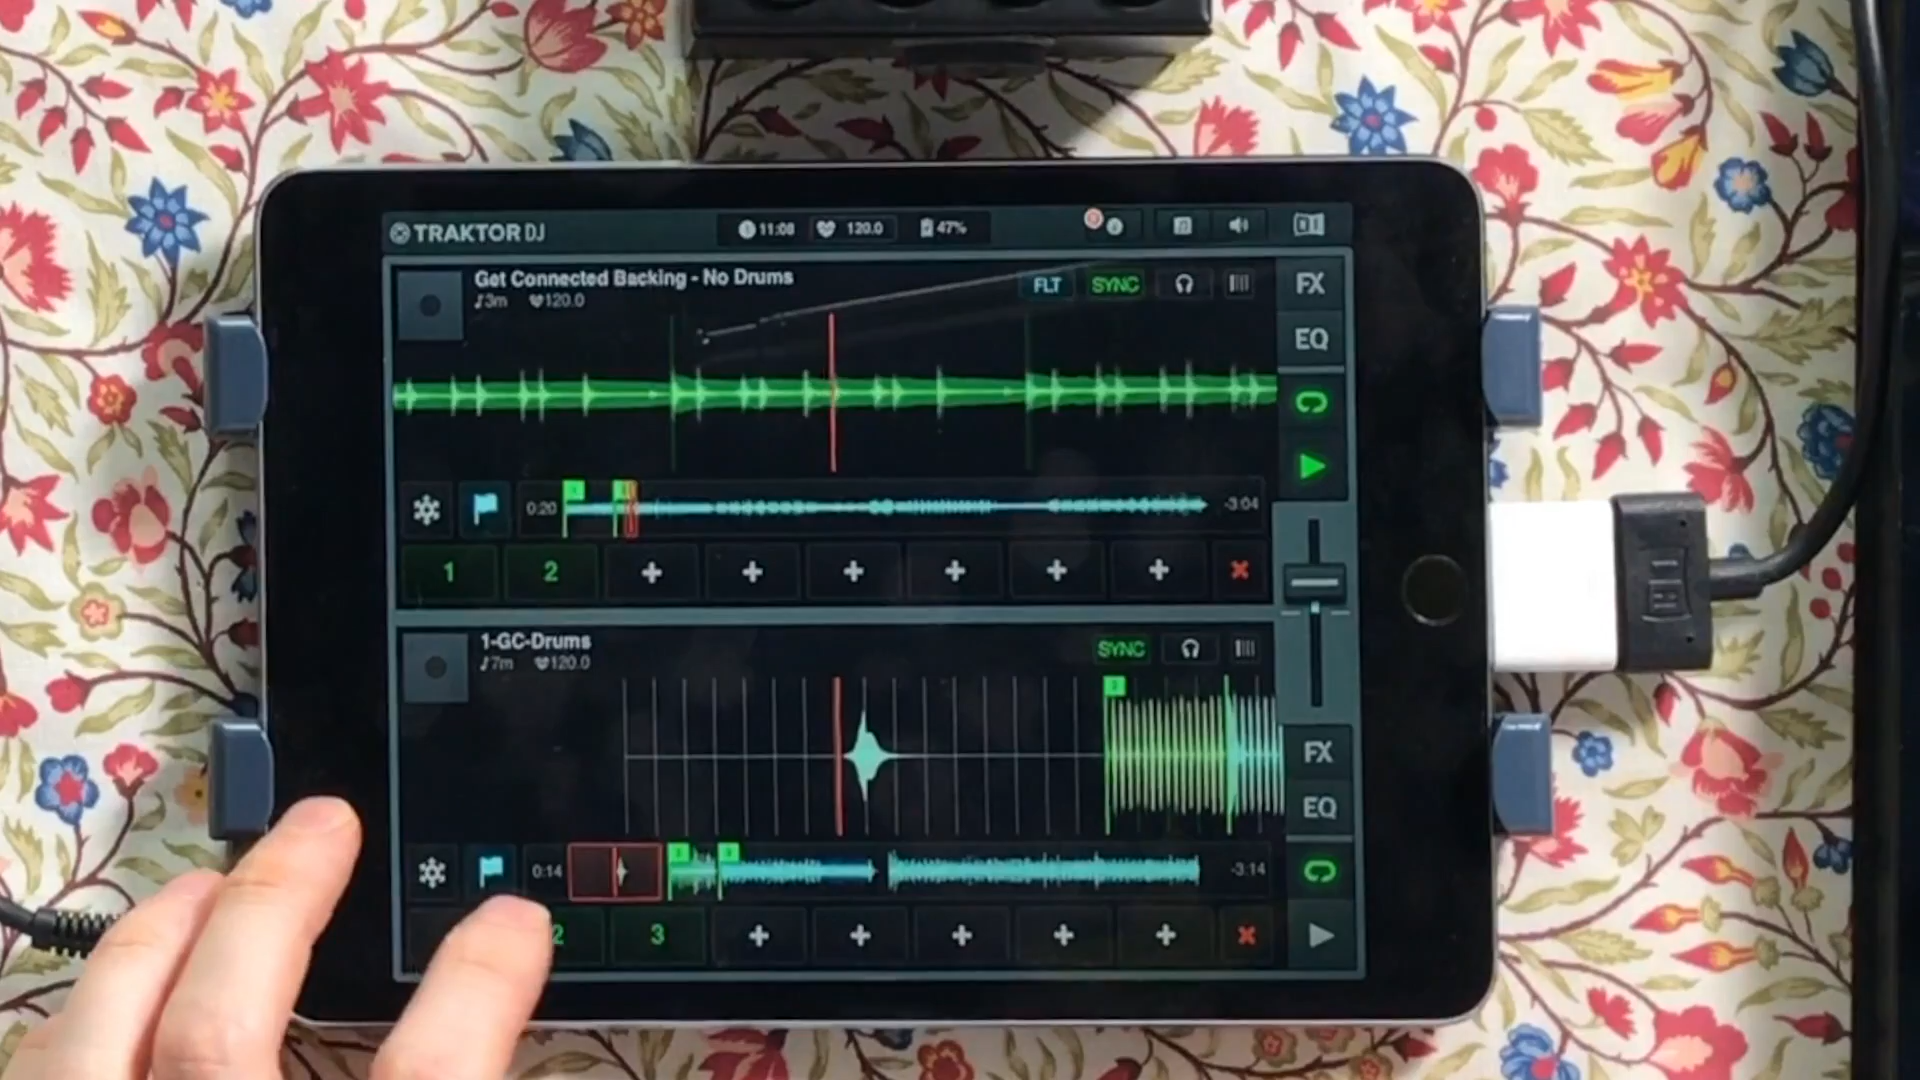 TRAKTOR DJ 11:08 120.0 47%
Get Connected Backing - No Drums
3m 120.0
FLT SYNC
FX
EQ
0:20 -3:04
1 2 + + + + + + ×
1-GC-Drums
7m 120.0
SYNC
FX
EQ
0:14 -3:14
2 3 + + + + + ×